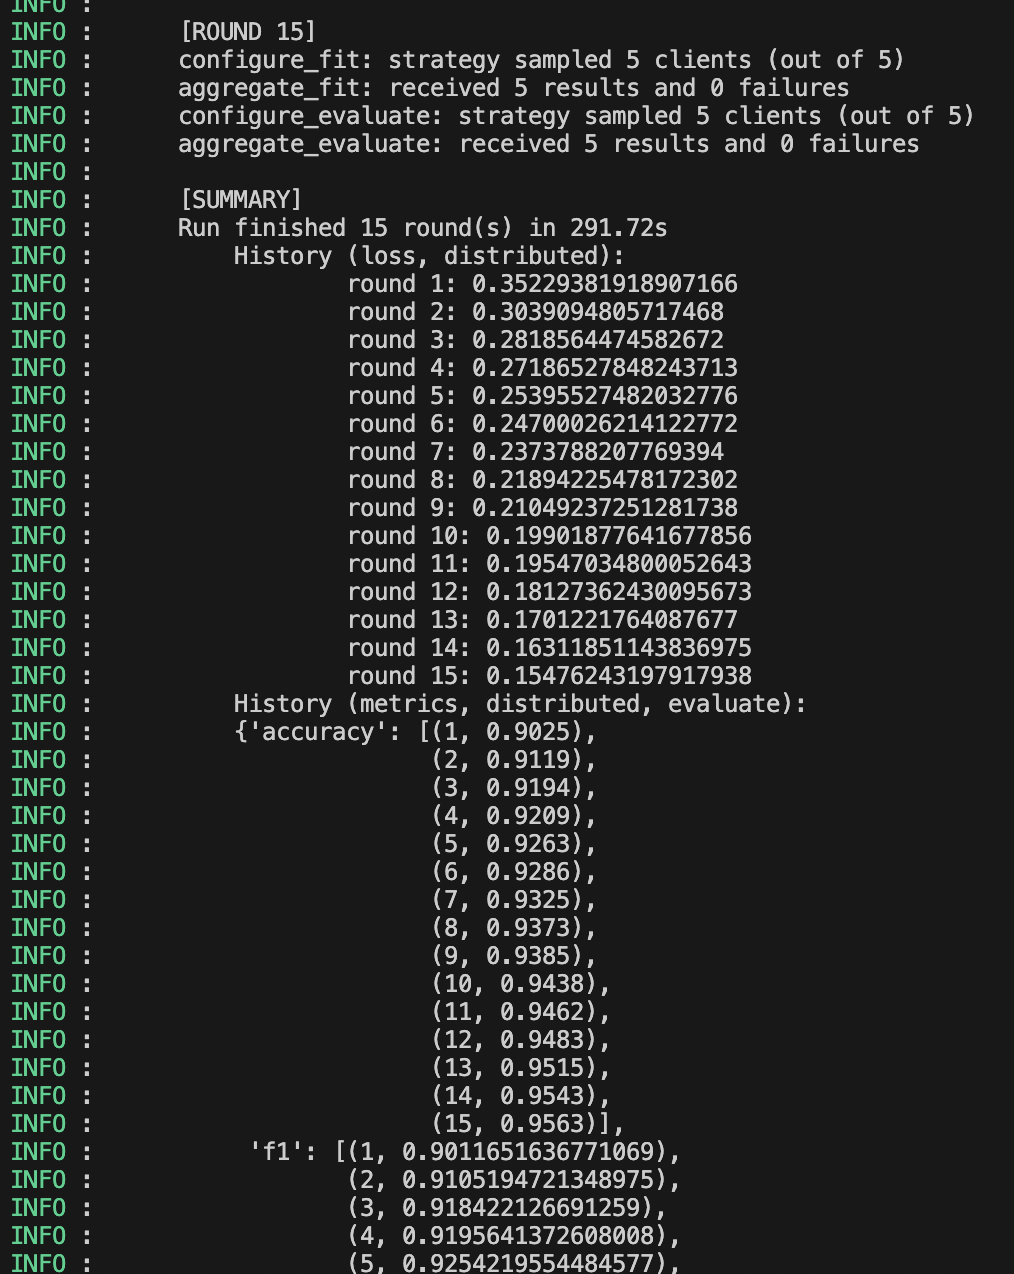 INFO :
INFO : [ROUND 15]
INFO : configure_fit: strategy sampled 5 clients (out of 5)
INFO : aggregate_fit: received 5 results and 0 failures
INFO : configure_evaluate: strategy sampled 5 clients (out of 5)
INFO : aggregate_evaluate: received 5 results and 0 failures
INFO :
INFO : [SUMMARY]
INFO : Run finished 15 round(s) in 291.72s
INFO : History (loss, distributed):
INFO : round 1: 0.35229381918907166
INFO : round 2: 0.3039094805717468
INFO : round 3: 0.2818564474582672
INFO : round 4: 0.27186527848243713
INFO : round 5: 0.25395527482032776
INFO : round 6: 0.24700026214122772
INFO : round 7: 0.2373788207769394
INFO : round 8: 0.21894225478172302
INFO : round 9: 0.21049237251281738
INFO : round 10: 0.19901877641677856
INFO : round 11: 0.19547034800052643
INFO : round 12: 0.18127362430095673
INFO : round 13: 0.1701221764087677
INFO : round 14: 0.16311851143836975
INFO : round 15: 0.15476243197917938
INFO : History (metrics, distributed, evaluate):
INFO : {'accuracy': [(1, 0.9025),
INFO : (2, 0.9119),
INFO : (3, 0.9194),
INFO : (4, 0.9209),
INFO : (5, 0.9263),
INFO : (6, 0.9286),
INFO : (7, 0.9325),
INFO : (8, 0.9373),
INFO : (9, 0.9385),
INFO : (10, 0.9438),
INFO : (11, 0.9462),
INFO : (12, 0.9483),
INFO : (13, 0.9515),
INFO : (14, 0.9543),
INFO : (15, 0.9563)],
INFO : 'f1': [(1, 0.9011651636771069),
INFO : (2, 0.9105194721348975),
INFO : (3, 0.918422126691259),
INFO : (4, 0.9195641372608008),
INFO : (5, 0.9254219554484577),